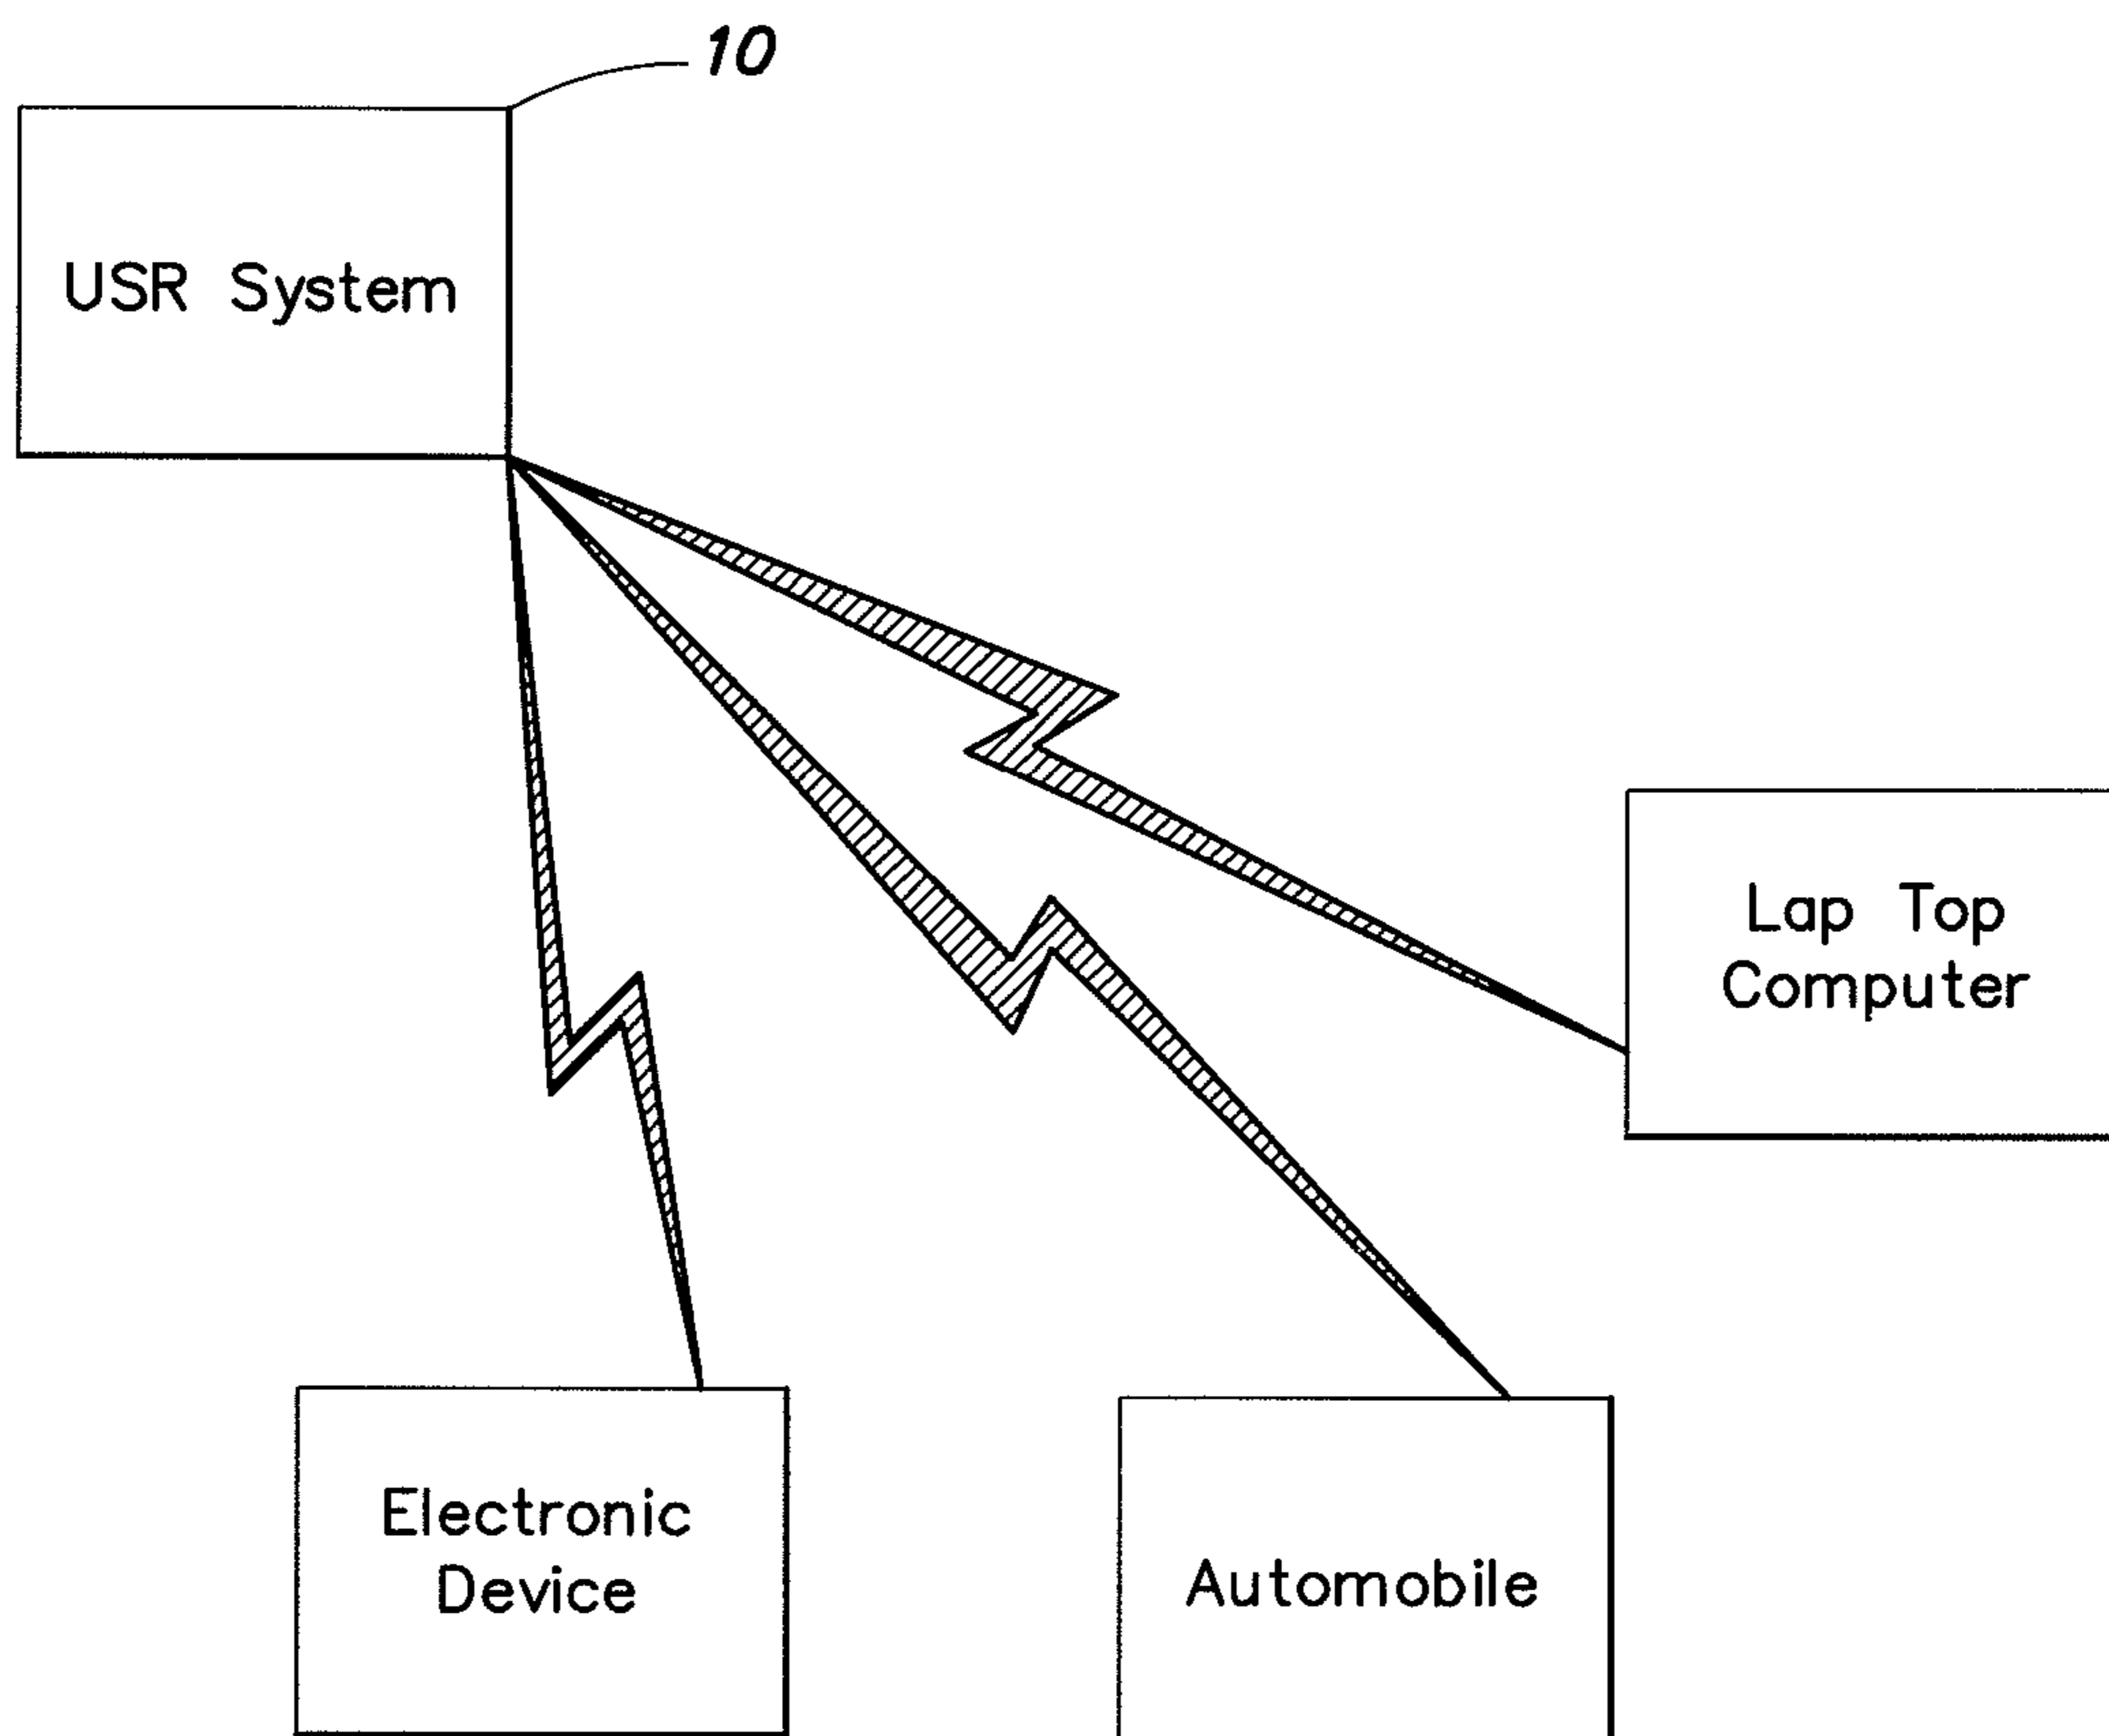 10
USR System
Lap Top
Computer
Electronic
Device
Automobile